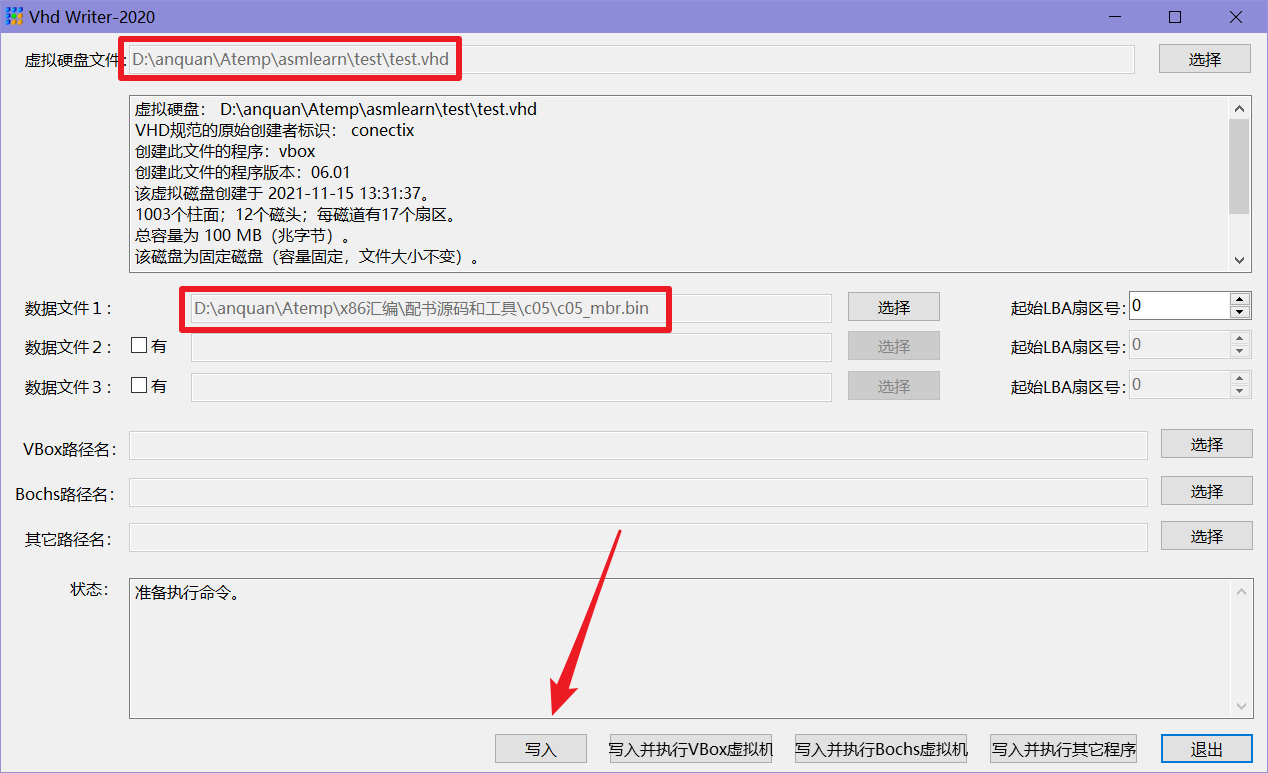 Vhd Writer-2020
虚拟硬盘文件: D:\anquan\Atemp\asmlearn\test\test.vhd 选择
虚拟硬盘： D:\anquan\Atemp\asmlearn\test\test.vhd
VHD规范的原始创建者标识： conectix
创建此文件的程序：vbox
创建此文件的程序版本：06.01
该虚拟磁盘创建于 2021-11-15 13:31:37。
1003个柱面；12个磁头；每磁道有17个扇区。
总容量为 100 MB（兆字节）。
该磁盘为固定磁盘（容量固定，文件大小不变）。
数据文件1： D:\anquan\Atemp\x86汇编\配书源码和工具\c05\c05_mbr.bin 选择 起始LBA扇区号: 0
数据文件2： 有 选择 起始LBA扇区号: 0
数据文件3： 有 选择 起始LBA扇区号: 0
VBox路径名: 选择
Bochs路径名: 选择
其它路径名: 选择
状态: 准备执行命令。
写入 写入并执行VBox虚拟机 写入并执行Bochs虚拟机 写入并执行其它程序 退出